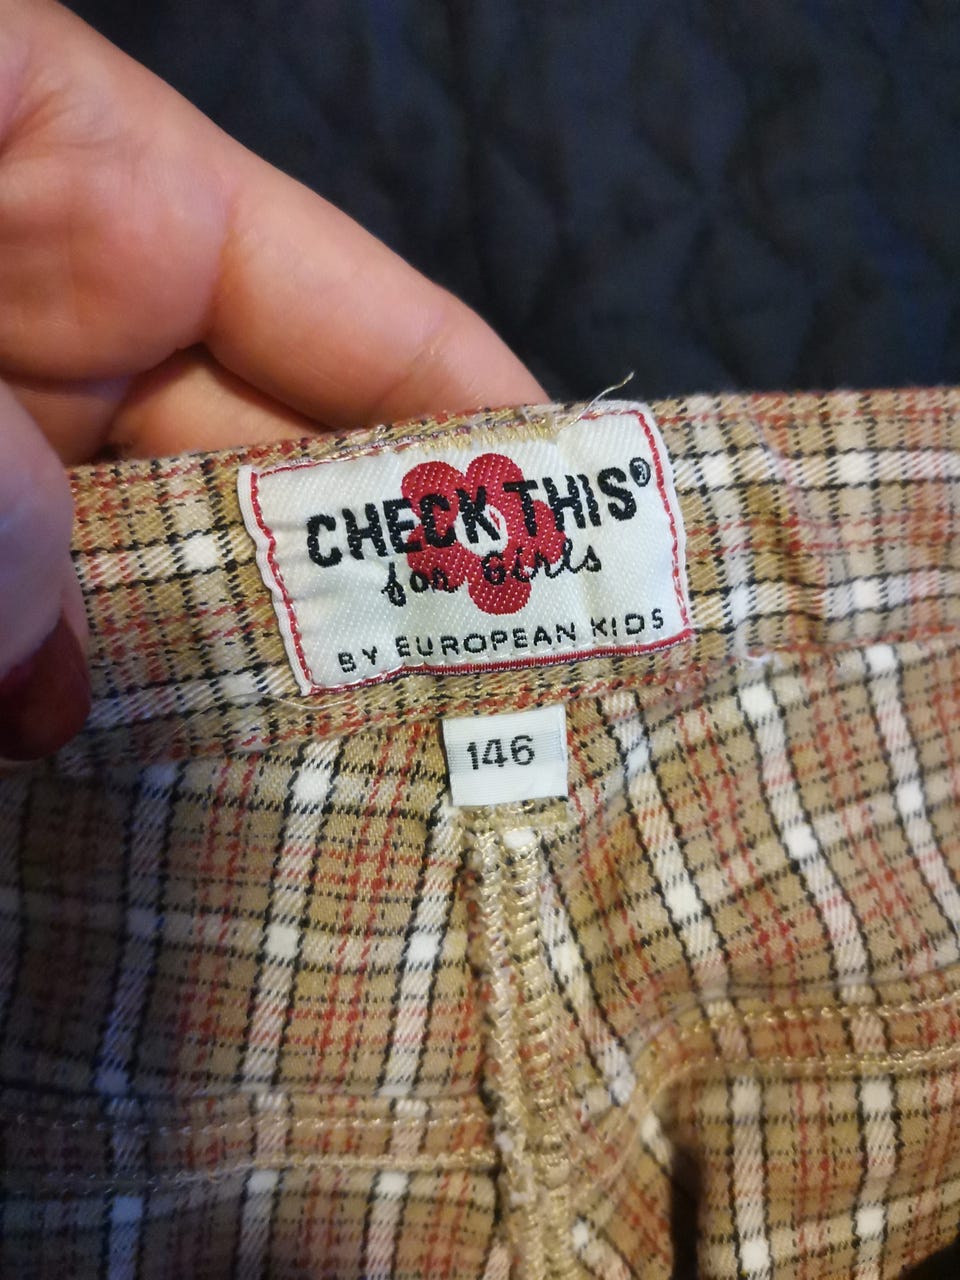 CHECK THIS®
for Girls
BY EUROPEAN KIDS
146